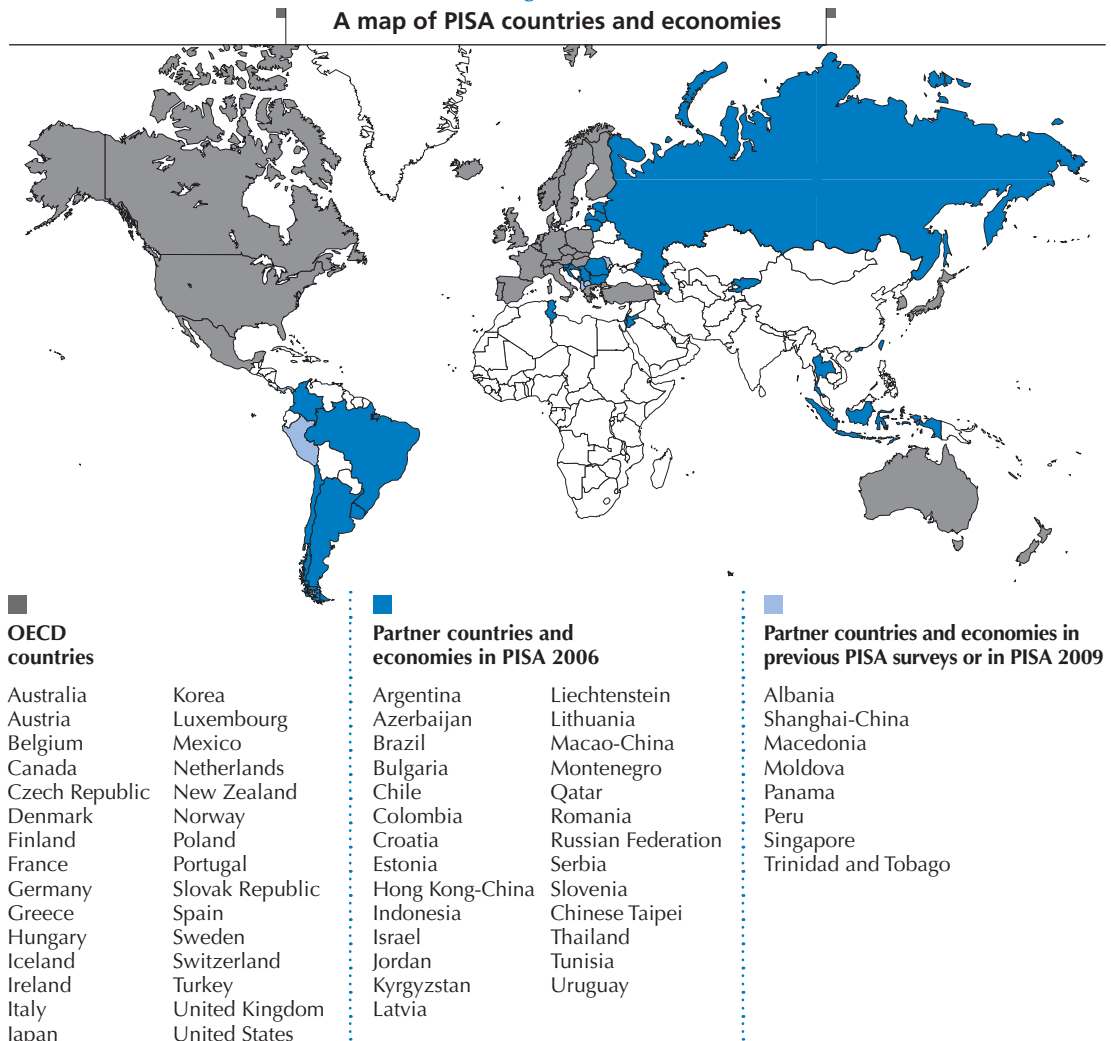 A map of PISA countries and economies
OECD
countries
Australia
Austria
Belgium
Canada
Czech Republic
Denmark
Finland
France
Germany
Greece
Hungary
Iceland
Ireland
Italy
Japan
Korea
Luxembourg
Mexico
Netherlands
New Zealand
Norway
Poland
Portugal
Slovak Republic
Spain
Sweden
Switzerland
Turkey
United Kingdom
United States
Partner countries and
economies in PISA 2006
Argentina
Azerbaijan
Brazil
Bulgaria
Chile
Colombia
Croatia
Estonia
Hong Kong-China
Indonesia
Israel
Jordan
Kyrgyzstan
Latvia
Liechtenstein
Lithuania
Macao-China
Montenegro
Qatar
Romania
Russian Federation
Serbia
Slovenia
Chinese Taipei
Thailand
Tunisia
Uruguay
Partner countries and economies in
previous PISA surveys or in PISA 2009
Albania
Shanghai-China
Macedonia
Moldova
Panama
Peru
Singapore
Trinidad and Tobago